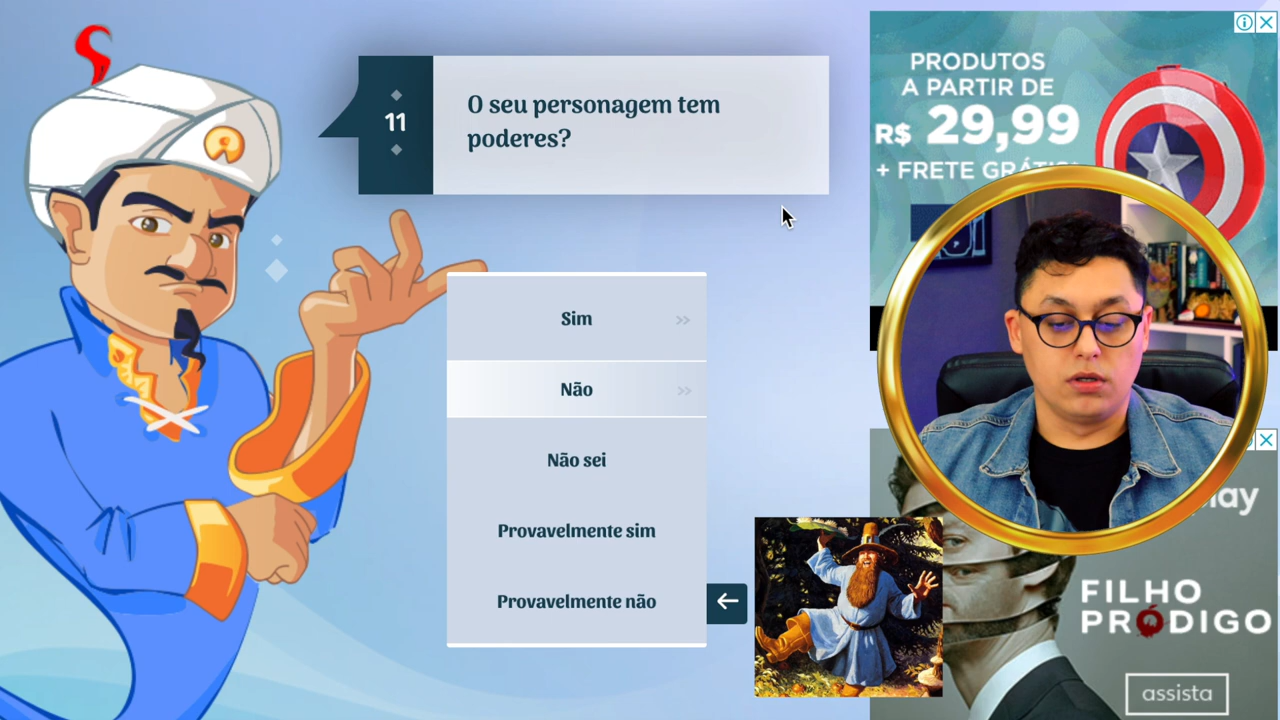 11
O seu personagem tem
poderes?
Sim
Não
Não sei
Provavelmente sim
Provavelmente não
PRODUTOS
A PARTIR DE
R$ 29,99
+ FRETE
FILHO
PRÓDIGO
assista